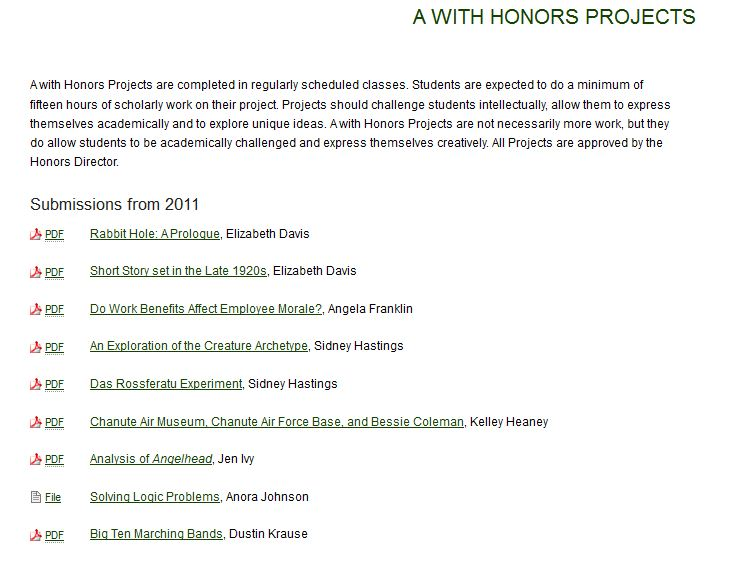 A WITH HONORS PROJECTS
A with Honors Projects are completed in regularly scheduled classes. Students are expected to do a minimum of
fifteen hours of scholarly work on their project. Projects should challenge students intellectually, allow them to express
themselves academically and to explore unique ideas. A with Honors Projects are not necessarily more work, but they
do allow students to be academically challenged and express themselves creatively. All Projects are approved by the
Honors Director.
Submissions from 2011
PDF Rabbit Hole: A Prologue, Elizabeth Davis
PDF Short Story set in the Late 1920s, Elizabeth Davis
PDF Do Work Benefits Affect Employee Morale?, Angela Franklin
PDF An Exploration of the Creature Archetype, Sidney Hastings
PDF Das Rossferatu Experiment, Sidney Hastings
PDF Chanute Air Museum, Chanute Air Force Base, and Bessie Coleman, Kelley Heaney
PDF Analysis of Angelhead, Jen Ivy
File Solving Logic Problems, Anora Johnson
PDF Big Ten Marching Bands, Dustin Krause